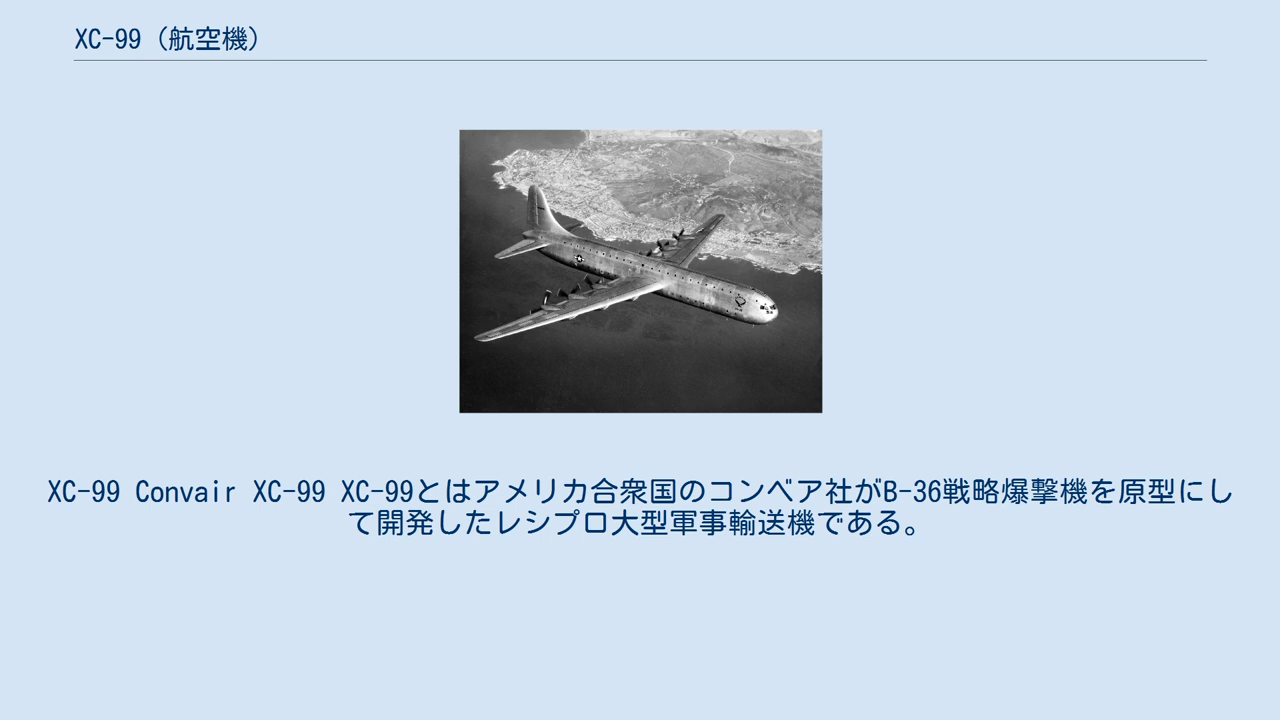 XC-99（航空機）
XC-99 Convair XC-99 XC-99とはアメリカ合衆国のコンベア社がB-36戦略爆撃機を原型にし
て開発したレシプロ大型軍事輸送機である。